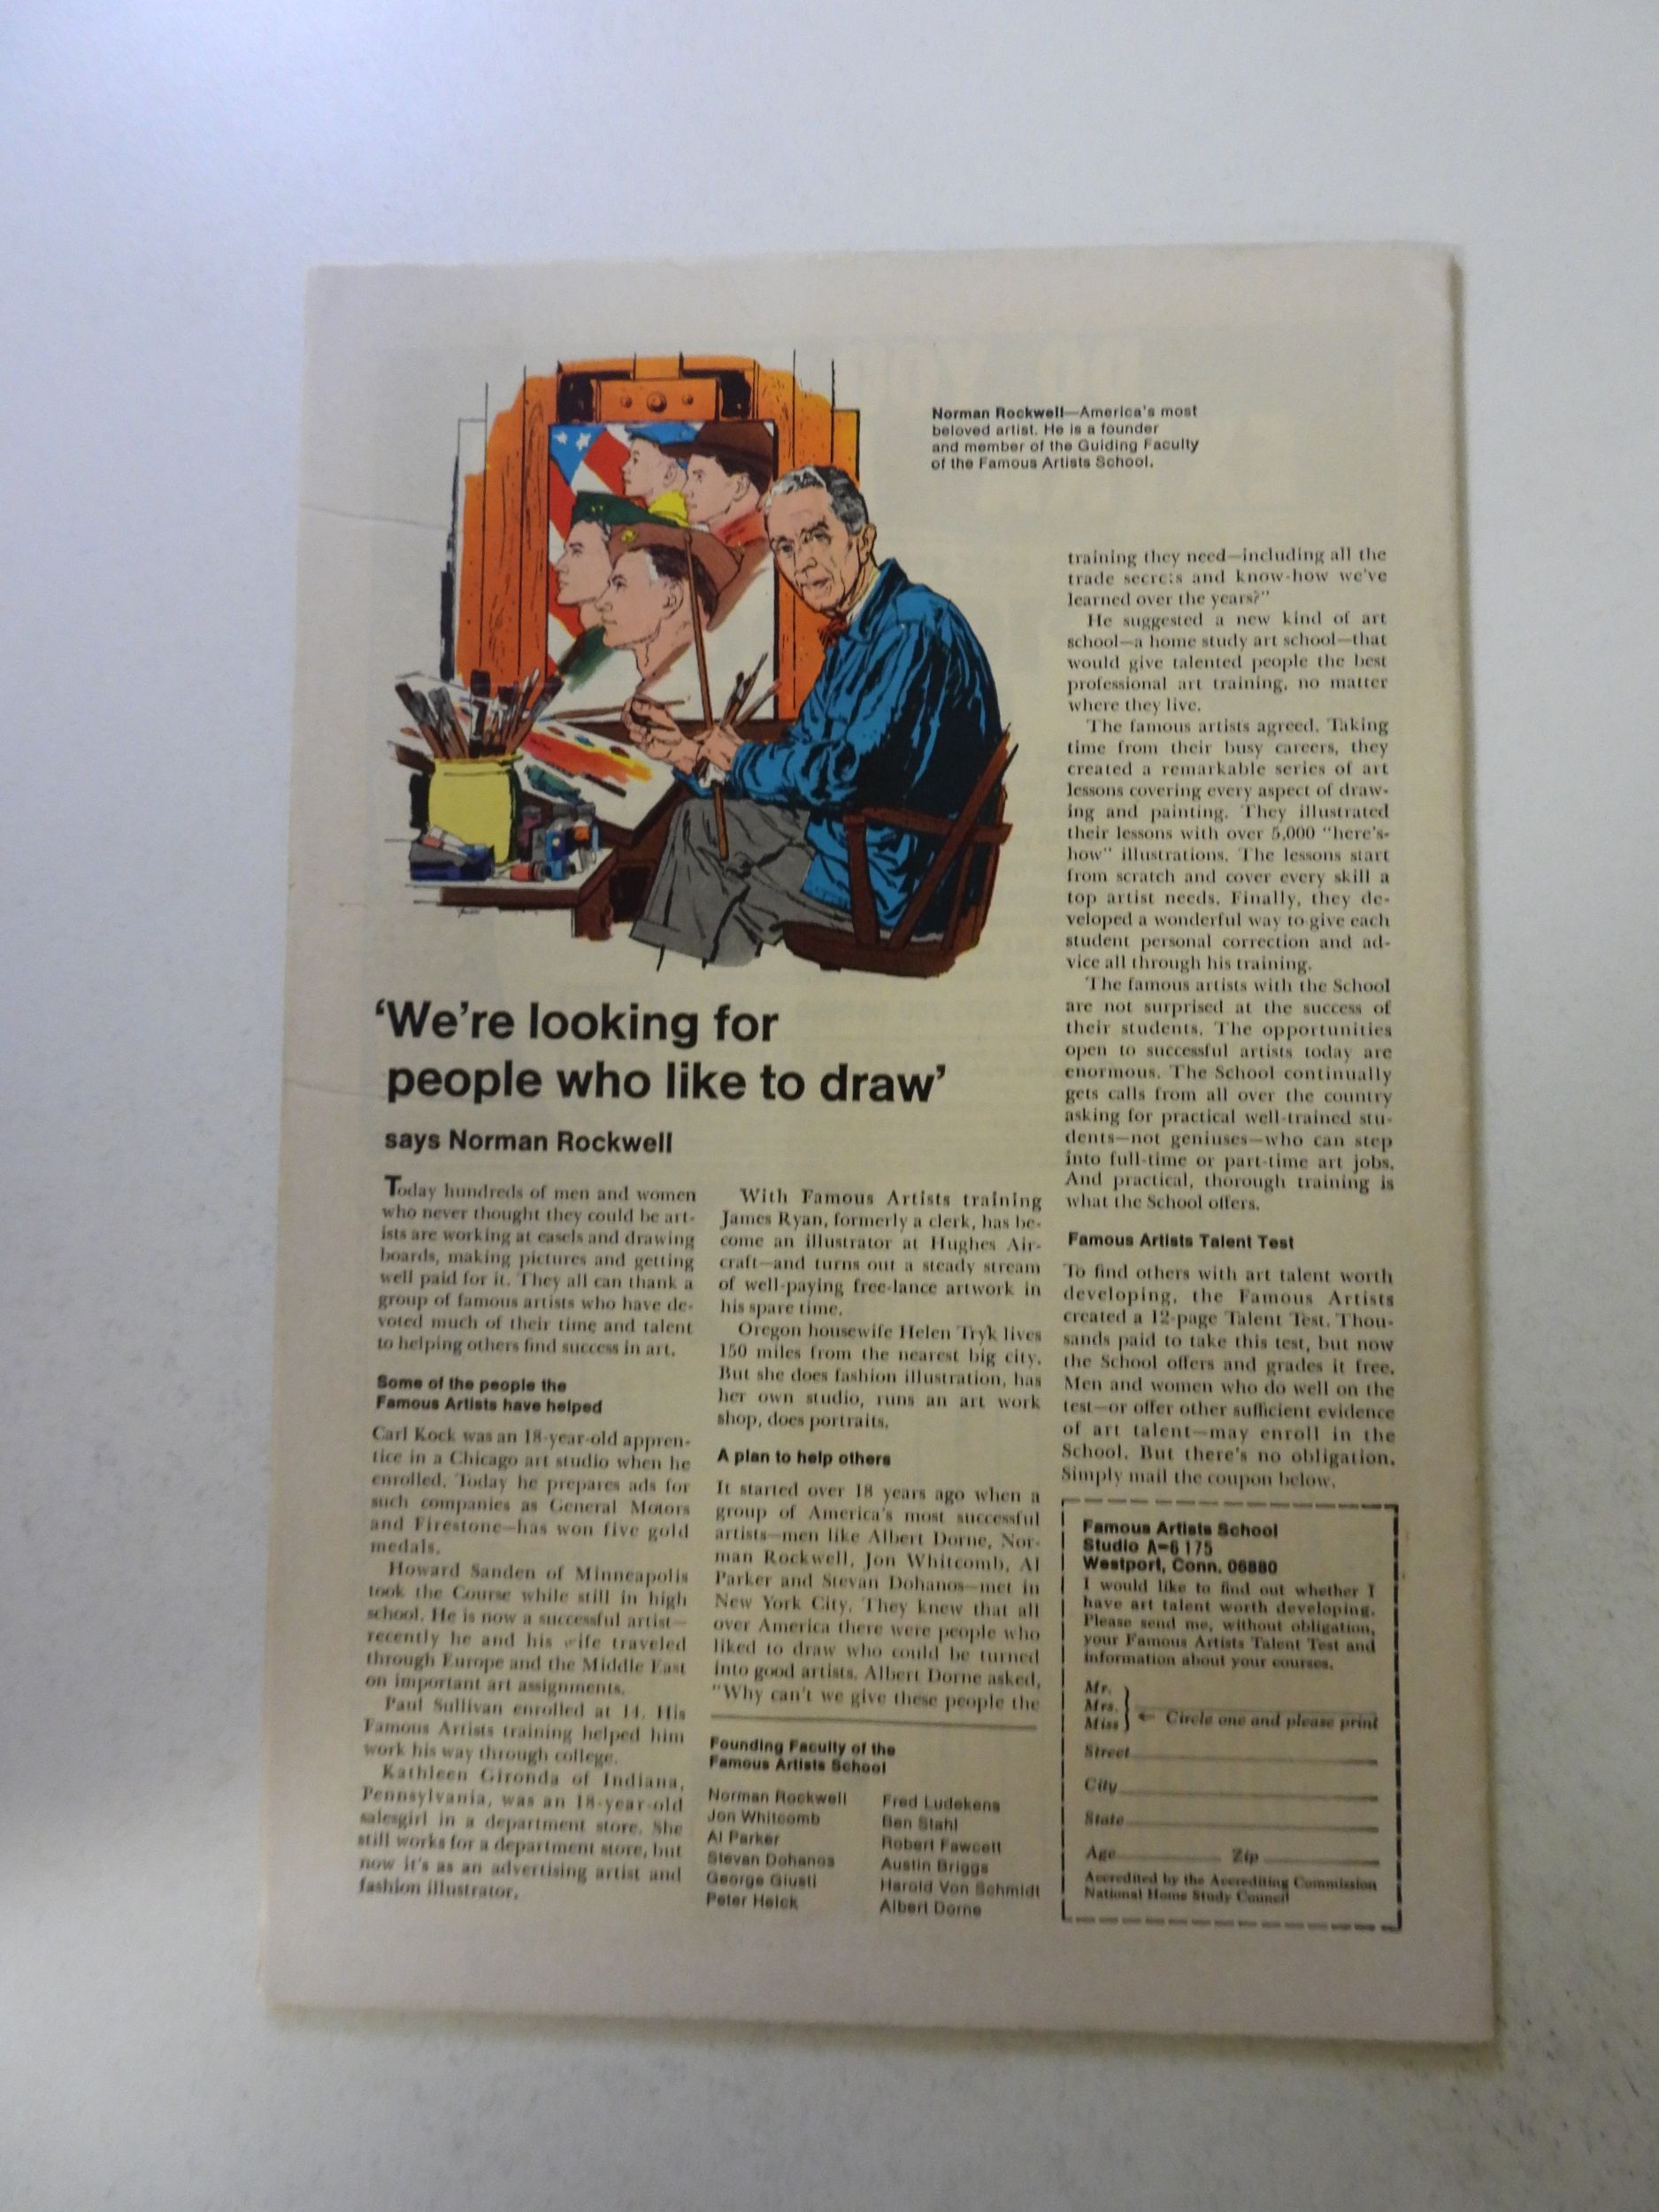 Norman Rockwell—America's most
beloved artist. He is a founder
and member of the Guiding Faculty
of the Famous Artists School.
'We're looking for
people who like to draw'
says Norman Rockwell
Today hundreds of men and women
who never thought they could be art-
ists are working at easels and drawing
boards, making pictures and getting
well paid for it. They all can thank a
group of famous artists who have de-
voted much of their time and talent
to helping others find success in art.
Some of the people the
Famous Artists have helped
Carl Kock was an 18-year-old appren-
tice in a Chicago art studio when he
enrolled. Today he prepares ads for
such companies as General Motors
and Firestone—has won five gold
medals.
Howard Sanden of Minneapolis
took the Course while still in high
school. He is now a successful artist—
recently he and his wife traveled
through Europe and the Middle East
on important art assignments.
Paul Sullivan enrolled at 14. His
Famous Artists training helped him
work his way through college.
Kathleen Gironda of Indiana,
Pennsylvania, was an 18-year-old
salesgirl in a department store. She
still works for a department store, but
now it's as an advertising artist and
fashion illustrator.
With Famous Artists training
James Ryan, formerly a clerk, has be-
come an illustrator at Hughes Air-
craft—and turns out a steady stream
of well-paying free-lance artwork in
his spare time.
Oregon housewife Helen Tryk lives
150 miles from the nearest big city.
But she does fashion illustration, has
her own studio, runs an art work
shop, does portraits.
A plan to help others
It started over 18 years ago when a
group of America's most successful
artists—men like Albert Dorne, Nor-
man Rockwell, Jon Whitcomb, Al
Parker and Stevan Dohanos—met in
New York City. They knew that all
over America there were people who
liked to draw who could be turned
into good artists. Albert Dorne asked,
"Why can't we give these people the
Founding Faculty of the
Famous Artists School
Norman Rockwell
Jon Whitcomb
Al Parker
Stevan Dohanos
George Giusti
Peter Helck
Fred Ludekens
Ben Stahl
Robert Fawcett
Austin Briggs
Harold Von Schmidt
Albert Dorne
training they need—including all the
trade secrets and know-how we've
learned over the years?"
He suggested a new kind of art
school—a home study art school—that
would give talented people the best
professional art training, no matter
where they live.
The famous artists agreed. Taking
time from their busy careers, they
created a remarkable series of art
lessons covering every aspect of draw-
ing and painting. They illustrated
their lessons with over 5,000 "here's-
how" illustrations. The lessons start
from scratch and cover every skill a
top artist needs. Finally, they de-
veloped a wonderful way to give each
student personal correction and ad-
vice all through his training.
The famous artists with the School
are not surprised at the success of
their students. The opportunities
open to successful artists today are
enormous. The School continually
gets calls from all over the country
asking for practical well-trained stu-
dents—not geniuses—who can step
into full-time or part-time art jobs.
And practical, thorough training is
what the School offers.
Famous Artists Talent Test
To find others with art talent worth
developing, the Famous Artists
created a 12-page Talent Test. Thou-
sands paid to take this test, but now
the School offers and grades it free.
Men and women who do well on the
test—or offer other sufficient evidence
of art talent—may enroll in the
School. But there's no obligation.
Simply mail the coupon below.
Famous Artists School
Studio A-6175
Westport, Conn. 06880
I would like to find out whether I
have art talent worth developing.
Please send me, without obligation,
your Famous Artists Talent Test and
information about your courses.
Mr.
Mrs.
Miss
← Circle one and please print
Street
City
State
Age Zip
Accredited by the Accrediting Commission
National Home Study Council